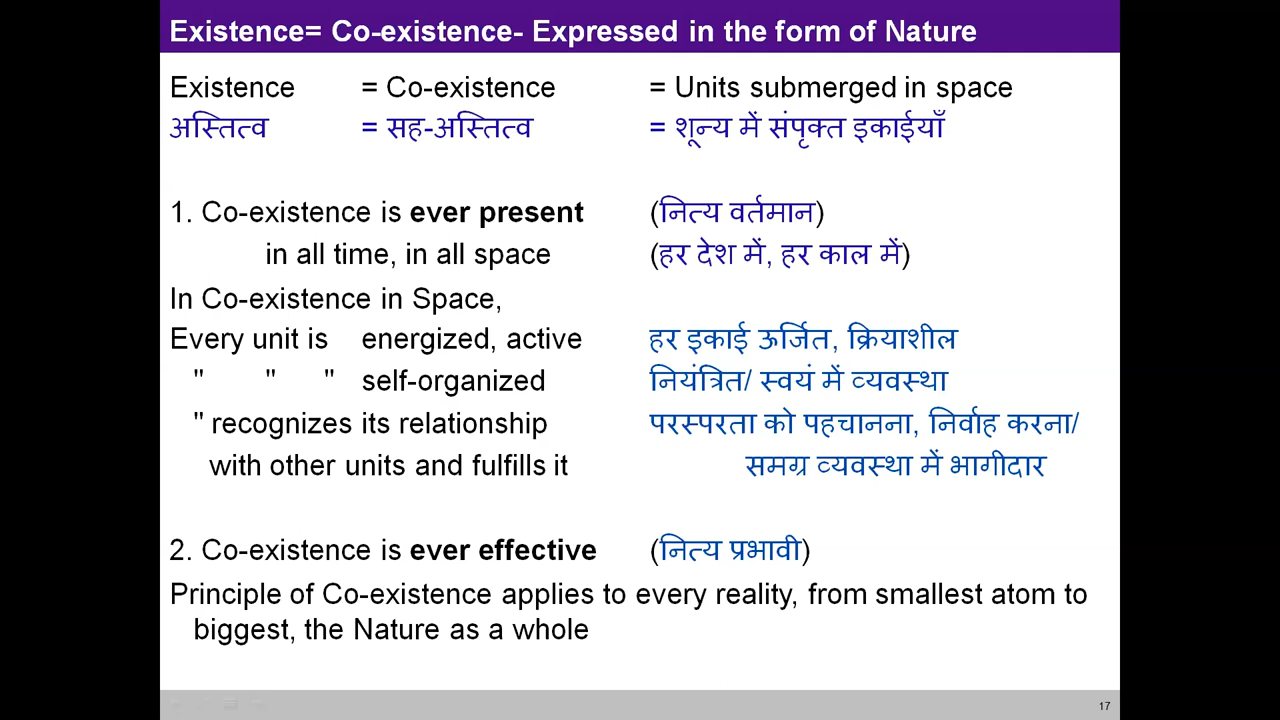 Existence= Co-existence- Expressed in the form of Nature
Existence = Co-existence = Units submerged in space
अस्तित्व = सह-अस्तित्व = शून्य में संपृक्त इकाईयाँ
1. Co-existence is ever present (नित्य वर्तमान)
in all time, in all space (हर देश में, हर काल में)
In Co-existence in Space,
Every unit is energized, active हर इकाई ऊर्जित, क्रियाशील
" " " self-organized नियंत्रित/ स्वयं में व्यवस्था
" recognizes its relationship परस्परता को पहचानना, निर्वाह करना/
with other units and fulfills it समग्र व्यवस्था में भागीदार
2. Co-existence is ever effective (नित्य प्रभावी)
Principle of Co-existence applies to every reality, from smallest atom to
biggest, the Nature as a whole
17